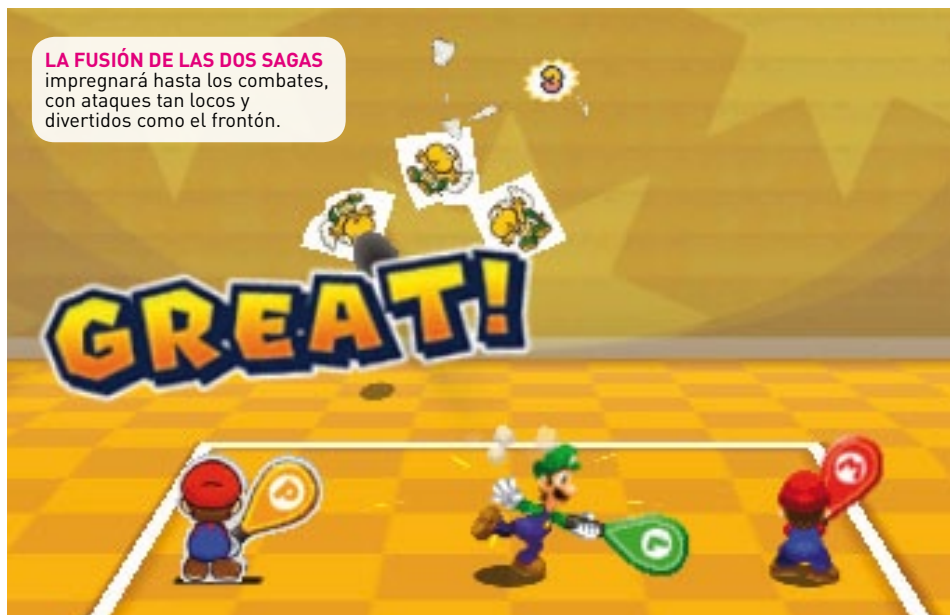 LA FUSIÓN DE LAS DOS SAGAS
impregnará hasta los combates,
con ataques tan locos y
divertidos como el frontón.
3
GREAT!
P
L
M